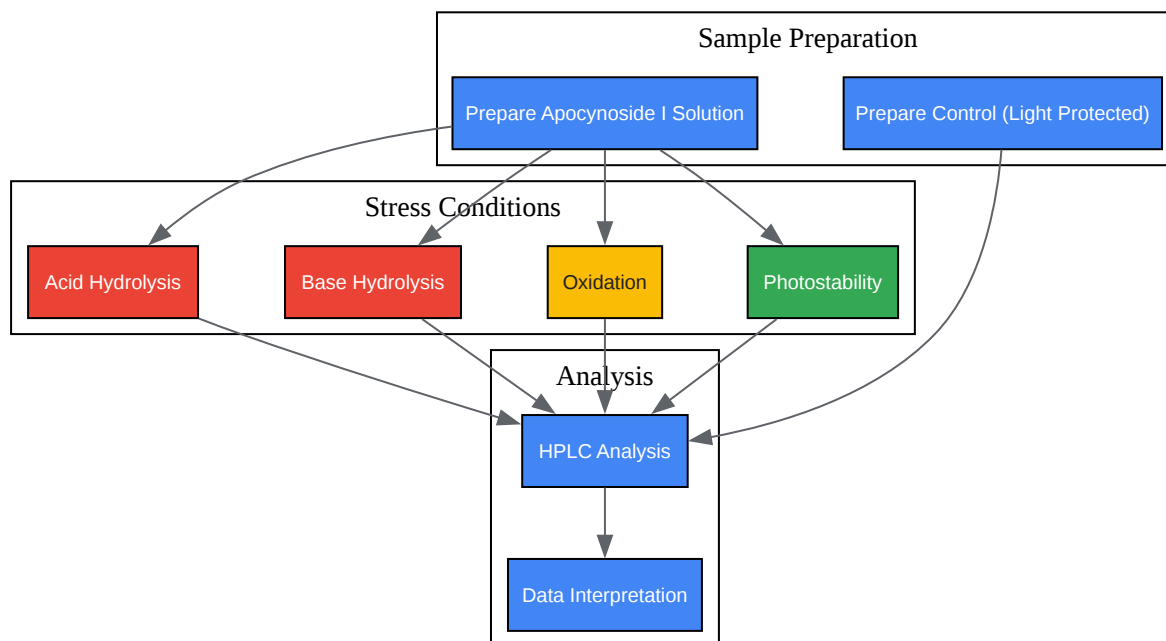 Sample Preparation
Prepare Apocynoside I Solution
Prepare Control (Light Protected)
Stress Conditions
Acid Hydrolysis
Base Hydrolysis
Oxidation
Photostability
Analysis
HPLC Analysis
Data Interpretation